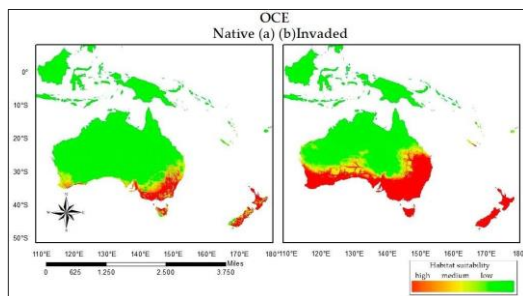 OCE
Native (a) (b)Invaded
0°
10°S
20°S
30°S
40°S
50°S
110°E 120°E 130°E 140°E 150°E 160°E 170°E 180° 110°E 120°E 130°E 140°E 150°E 160°E 170°E 180°
Miles
0 625 1.250 2.500 3.750
Habitat suitability
high medium low